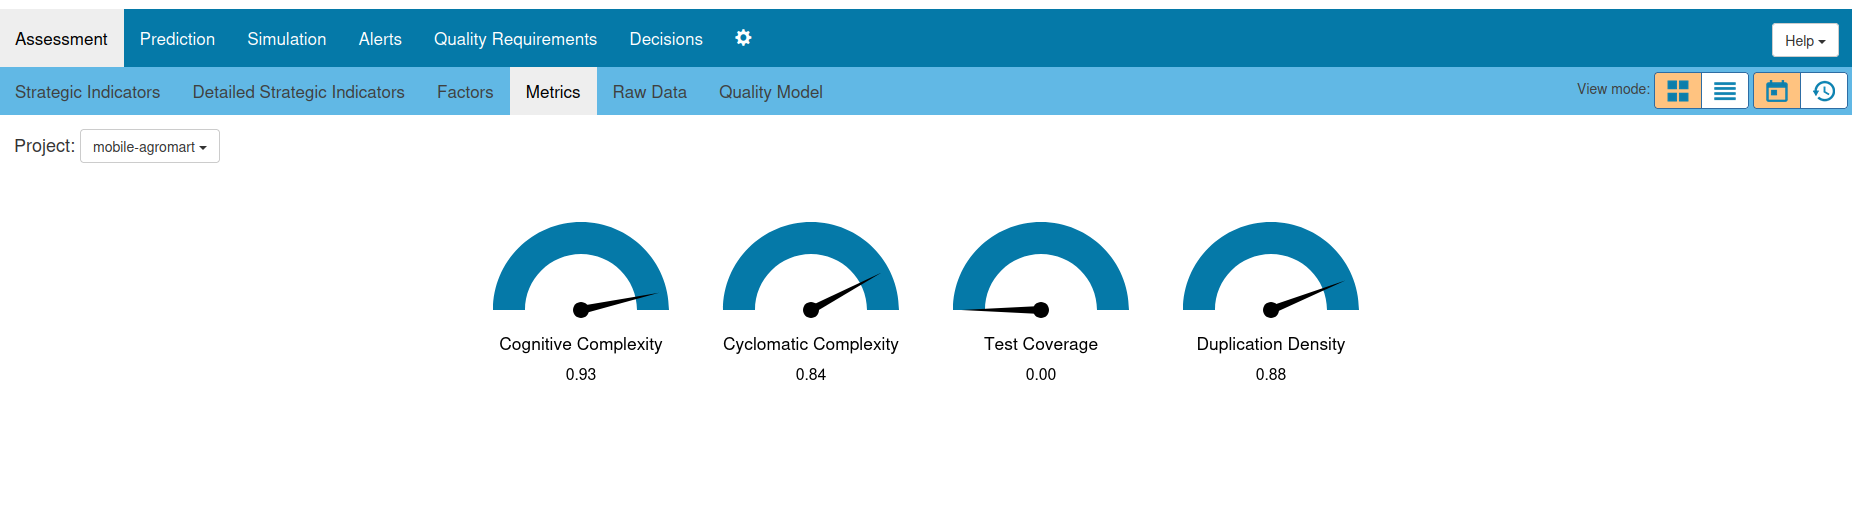 Assessment Prediction Simulation Alerts Quality Requirements Decisions Help
Strategic Indicators Detailed Strategic Indicators Factors Metrics Raw Data Quality Model View mode:
Project: mobile-agromart
Cognitive Complexity Cyclomatic Complexity Test Coverage Duplication Density
0.93 0.84 0.00 0.88